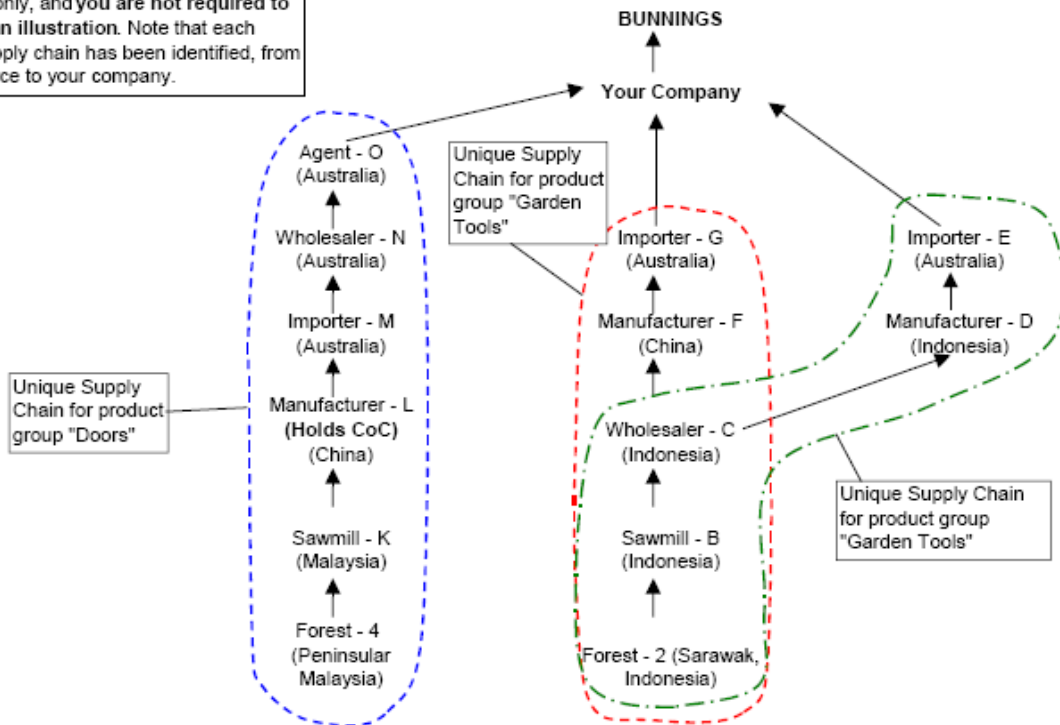 only, and you are not required to
n illustration. Note that each
pply chain has been identified, from
ce to your company.
BUNNINGS
Your Company
Agent - O
(Australia)
Wholesaler - N
(Australia)
Importer - M
(Australia)
Manufacturer - L
(Holds CoC)
(China)
Sawmill - K
(Malaysia)
Forest - 4
(Peninsular
Malaysia)
Unique Supply
Chain for product
group "Doors"
Unique Supply
Chain for product
group "Garden
Tools"
Importer - G
(Australia)
Manufacturer - F
(China)
Wholesaler - C
(Indonesia)
Sawmill - B
(Indonesia)
Forest - 2 (Sarawak,
Indonesia)
Importer - E
(Australia)
Manufacturer - D
(Indonesia)
Unique Supply Chain
for product group
"Garden Tools"